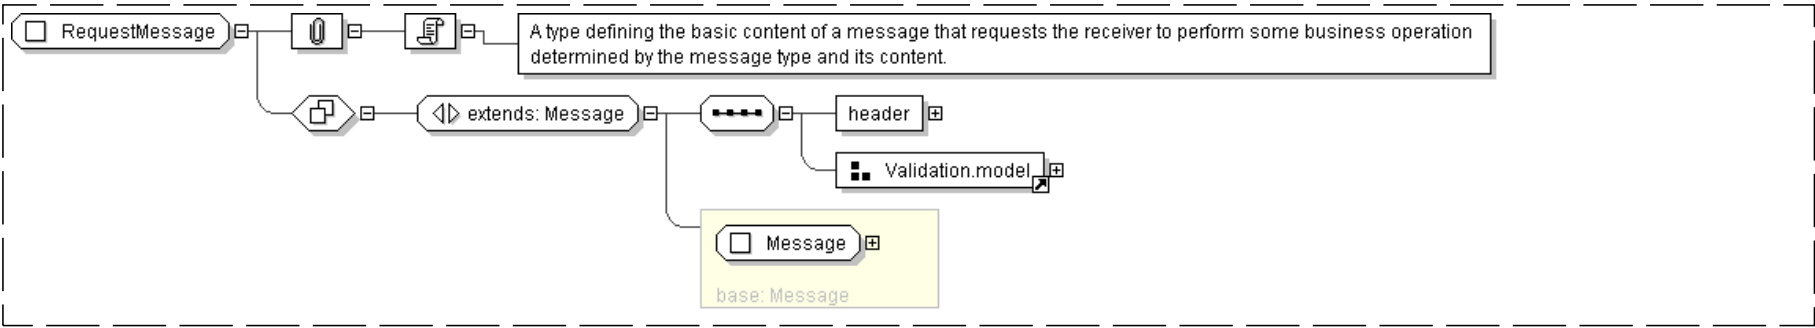 RequestMessage
A type defining the basic content of a message that requests the receiver to perform some business operation
determined by the message type and its content.
extends: Message
header
Validation.model
Message
base: Message